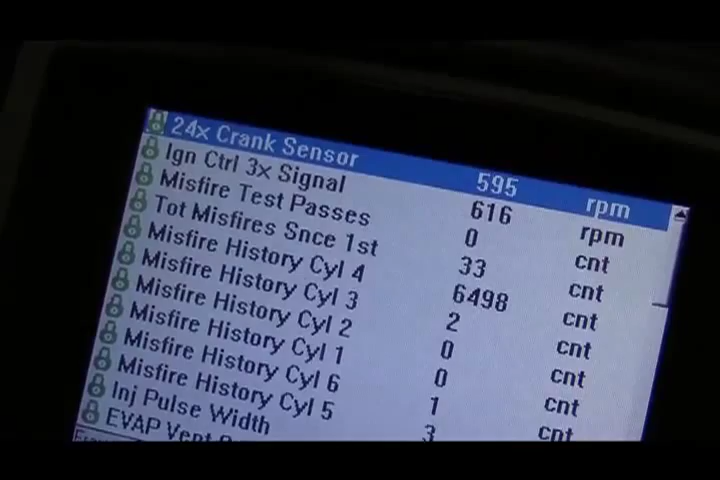 24x Crank Sensor 595 rpm
Ign Ctrl 3x Signal 616 rpm
Misfire Test Passes 0 cnt
Tot Misfires Snce 1st 33 cnt
Misfire History Cyl 4 6498 cnt
Misfire History Cyl 3 2 cnt
Misfire History Cyl 2 0 cnt
Misfire History Cyl 1 0 cnt
Misfire History Cyl 6 1 cnt
Misfire History Cyl 5 3
Inj Pulse Width
EVAP Vent